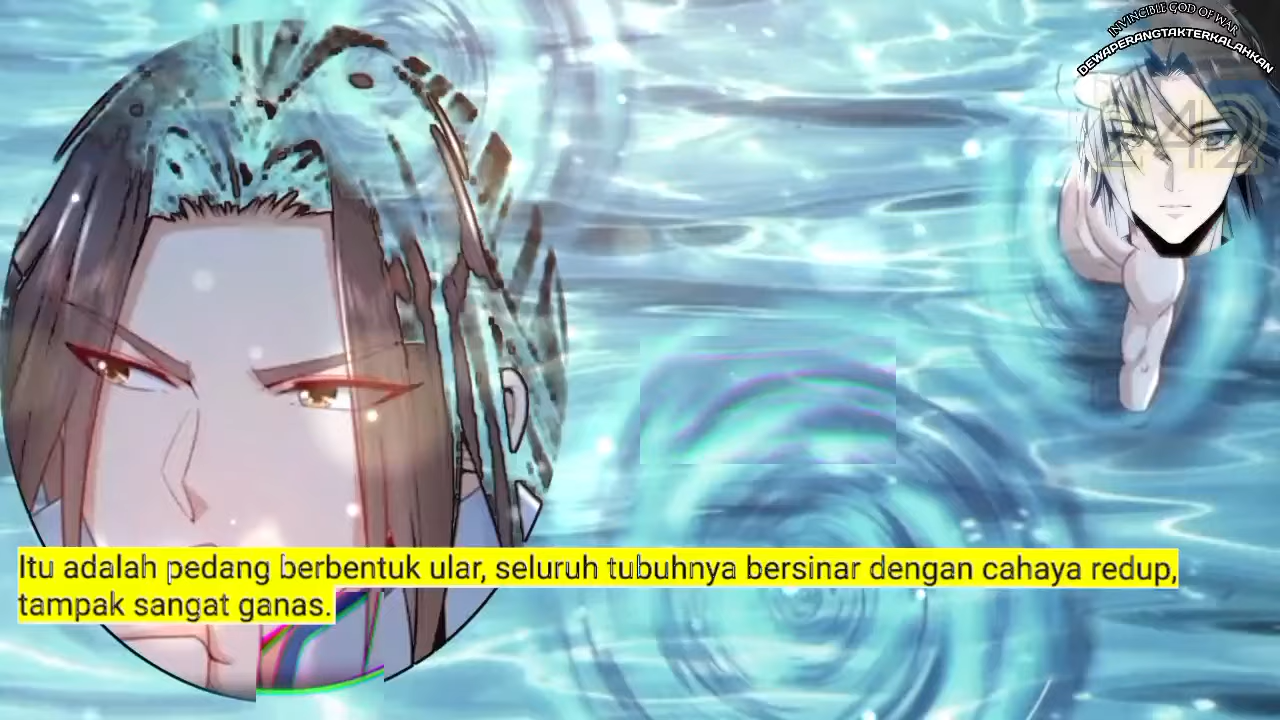 INVINCIBLE GOD OF WAR
DEWAPERANGTAKTERKALAHKAN
242
Itu adalah pedang berbentuk ular, seluruh tubuhnya bersinar dengan cahaya redup,
tampak sangat ganas.